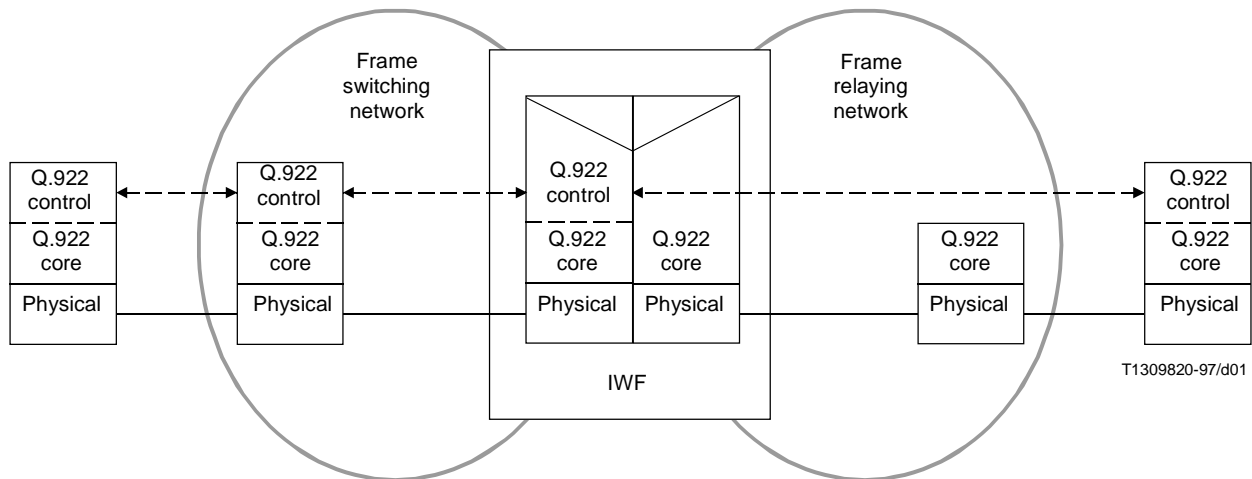 Frame
switching
network
Frame
relaying
network
Q.922
control
Q.922
core
Physical
Q.922
control
Q.922
core
Physical
Q.922
control
Q.922
core
Physical
Q.922
core
Physical
Q.922
core
Physical
Q.922
control
Q.922
core
Physical
IWF
T1309820-97/d01